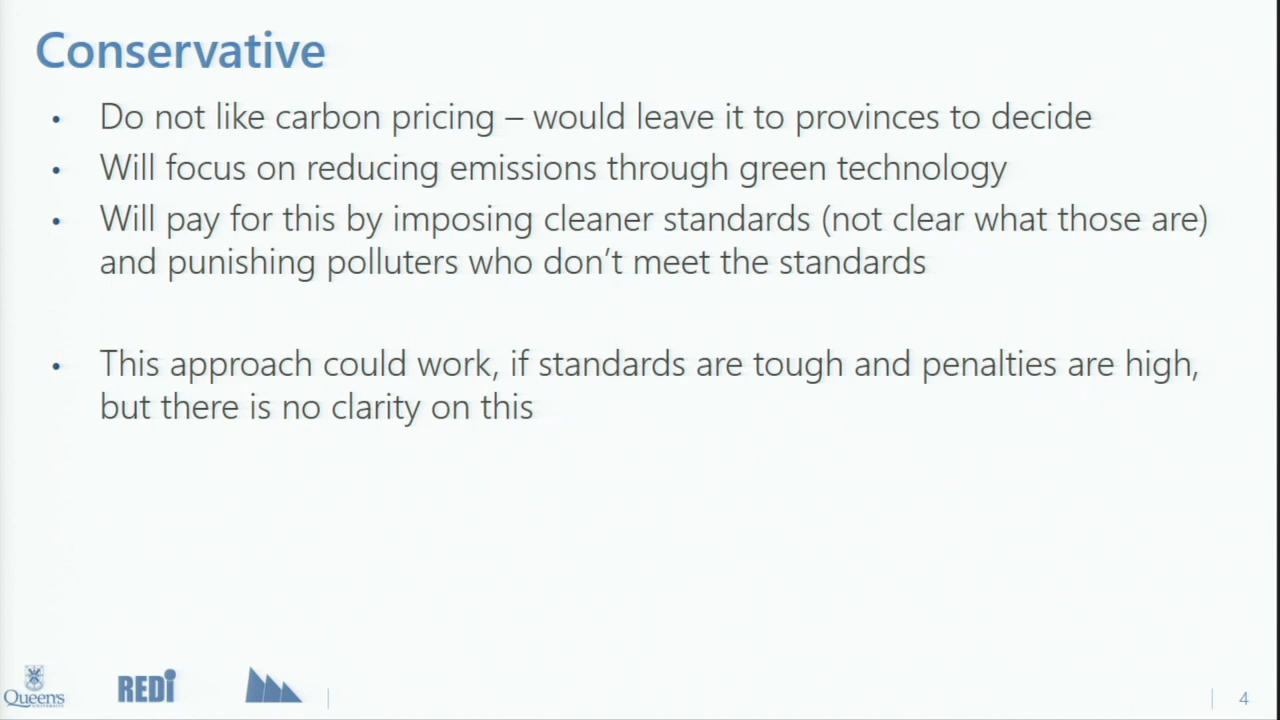 Conservative
• Do not like carbon pricing – would leave it to provinces to decide
• Will focus on reducing emissions through green technology
• Will pay for this by imposing cleaner standards (not clear what those are)
and punishing polluters who don't meet the standards
• This approach could work, if standards are tough and penalties are high,
but there is no clarity on this
Queen's
UNIVERSITY
REDi
4